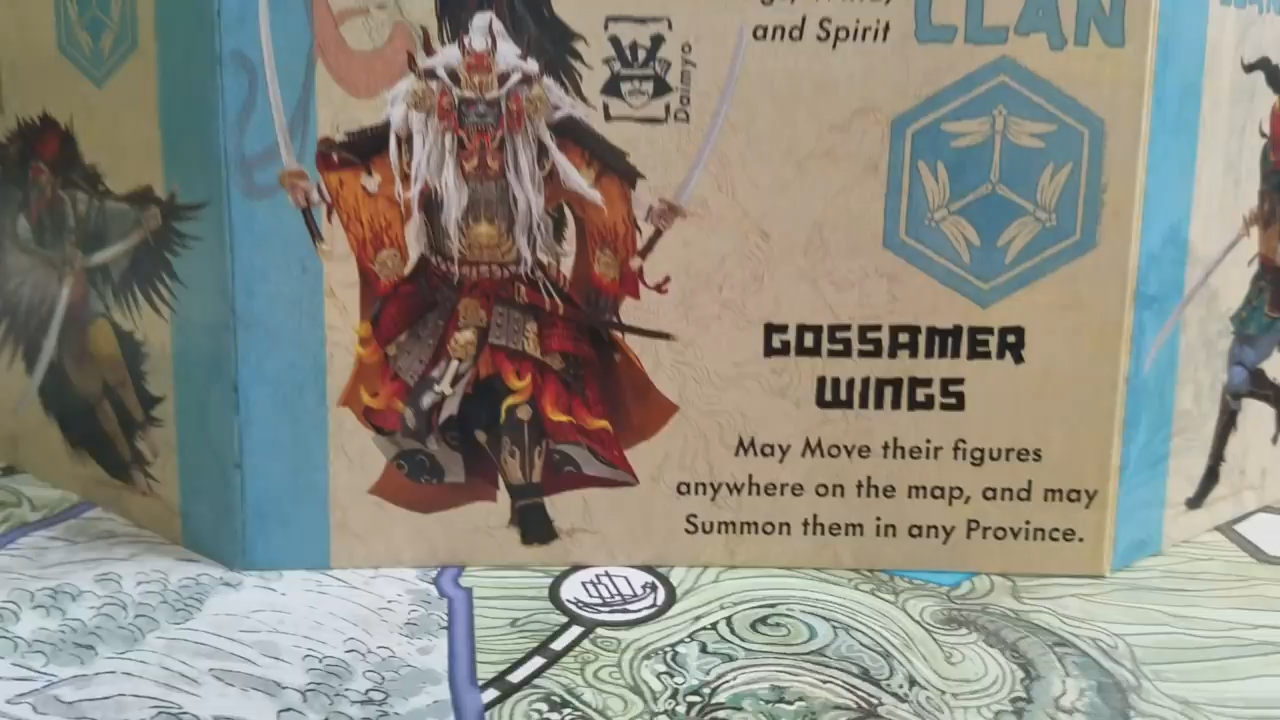 and Spirit
CLAN
Daimyo
GOSSAMER
WINGS
May Move their figures
anywhere on the map, and may
Summon them in any Province.